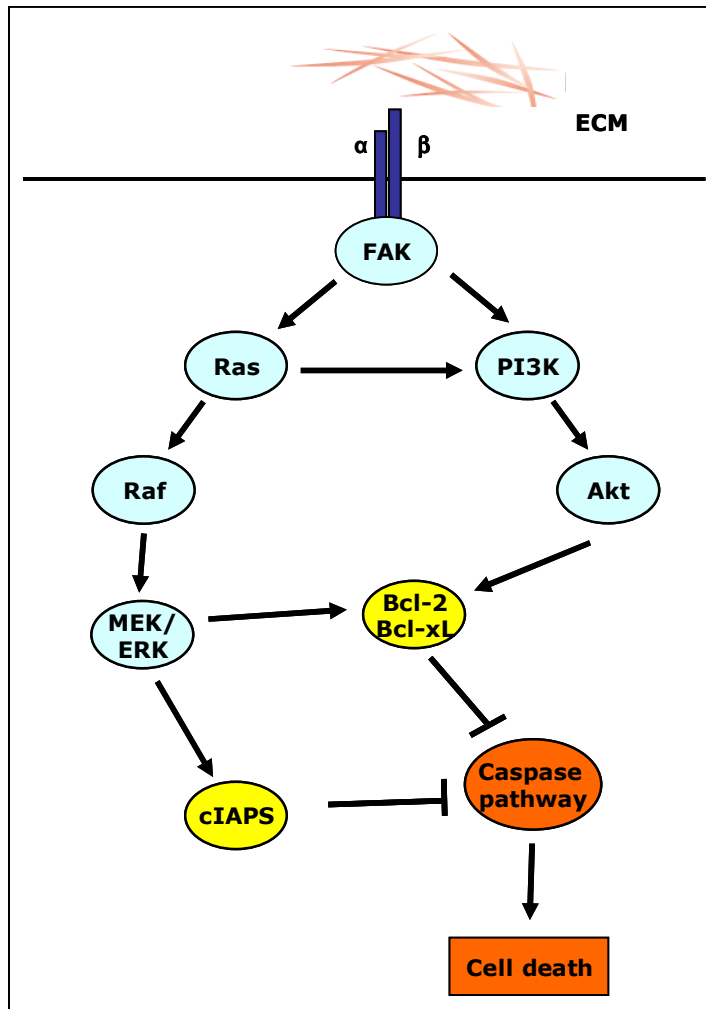 ECM
α β
FAK
Ras
PI3K
Raf
Akt
MEK/
ERK
Bcl-2
Bcl-xL
Caspase
pathway
cIAPS
Cell death